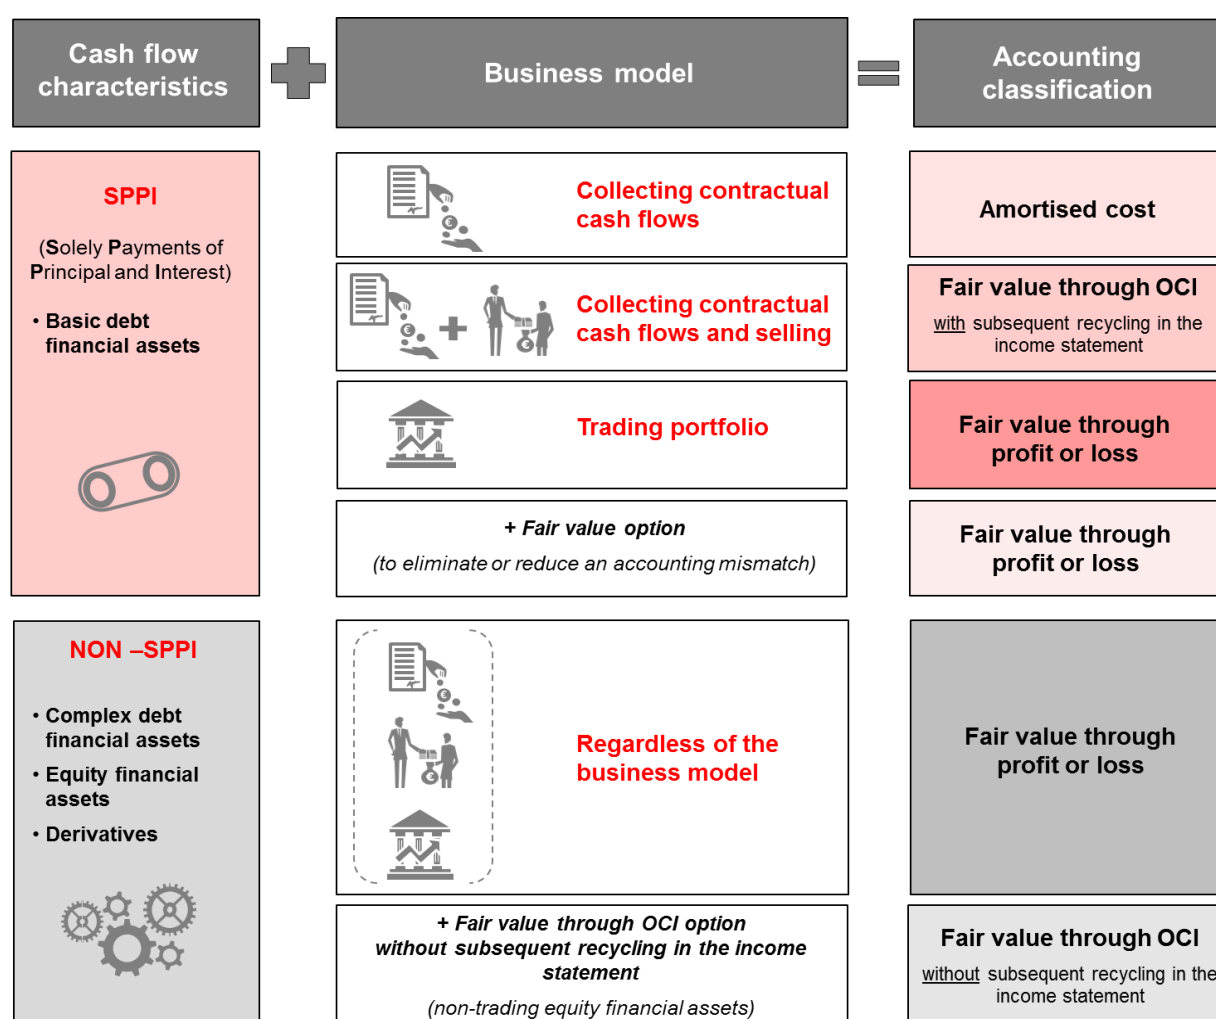 Cash flow
characteristics
Business model
Accounting
classification
SPPI
(Solely Payments of
Principal and Interest)
• Basic debt
financial assets
Collecting contractual
cash flows
Amortised cost
Collecting contractual
cash flows and selling
Fair value through OCI
with subsequent recycling in the
income statement
Trading portfolio
Fair value through
profit or loss
+ Fair value option
(to eliminate or reduce an accounting mismatch)
Fair value through
profit or loss
NON –SPPI
• Complex debt
financial assets
• Equity financial
assets
• Derivatives
Regardless of the
business model
Fair value through
profit or loss
+ Fair value through OCI option
without subsequent recycling in the income
statement
(non-trading equity financial assets)
Fair value through OCI
without subsequent recycling in the
income statement